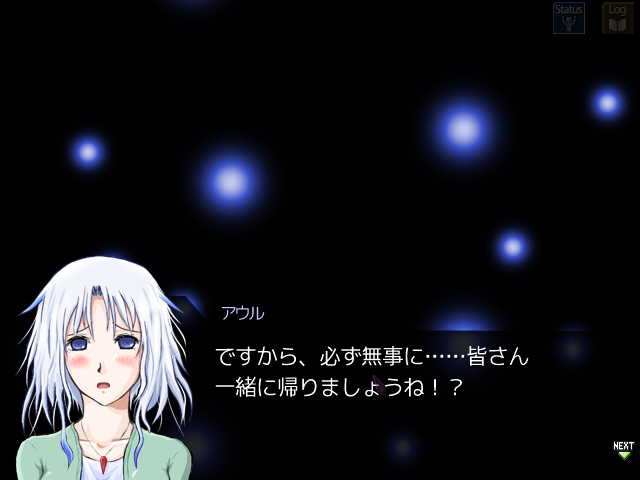 Status
Log
アウル
ですから、必ず無事に……皆さん
一緒に帰りましょうね！？
NEXT